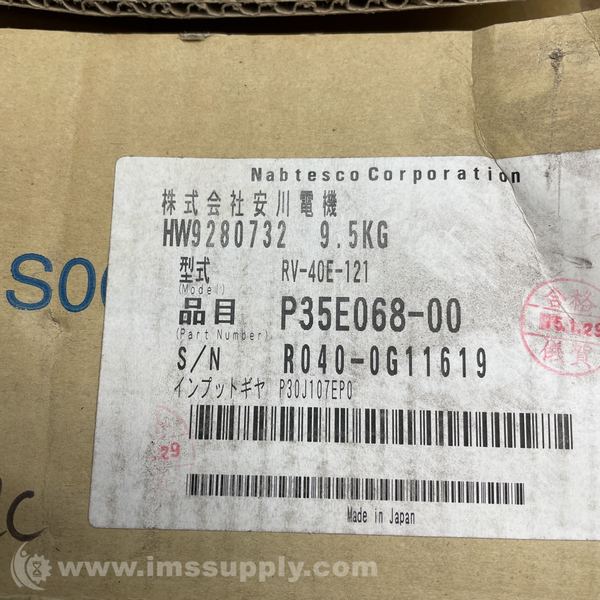 Nabtesco Corporation
株式会社安川電機
HW9280732 9.5KG
型式 RV-40E-121
(Model)
品目 P35E068-00
(Part Number)
S/N R040-0G11619
インプットギヤ P30J107EP0
Made in Japan
合格
.29
www.imssupply.com